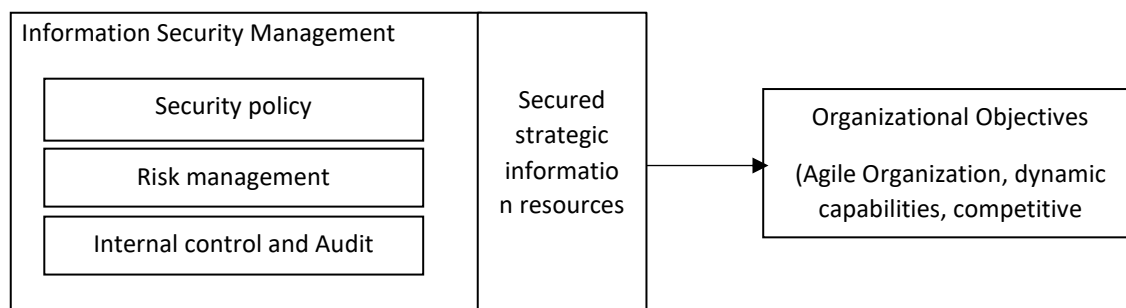 Information Security Management
Security policy
Risk management
Internal control and Audit
Secured
strategic
informatio
n resources
Organizational Objectives
(Agile Organization, dynamic
capabilities, competitive